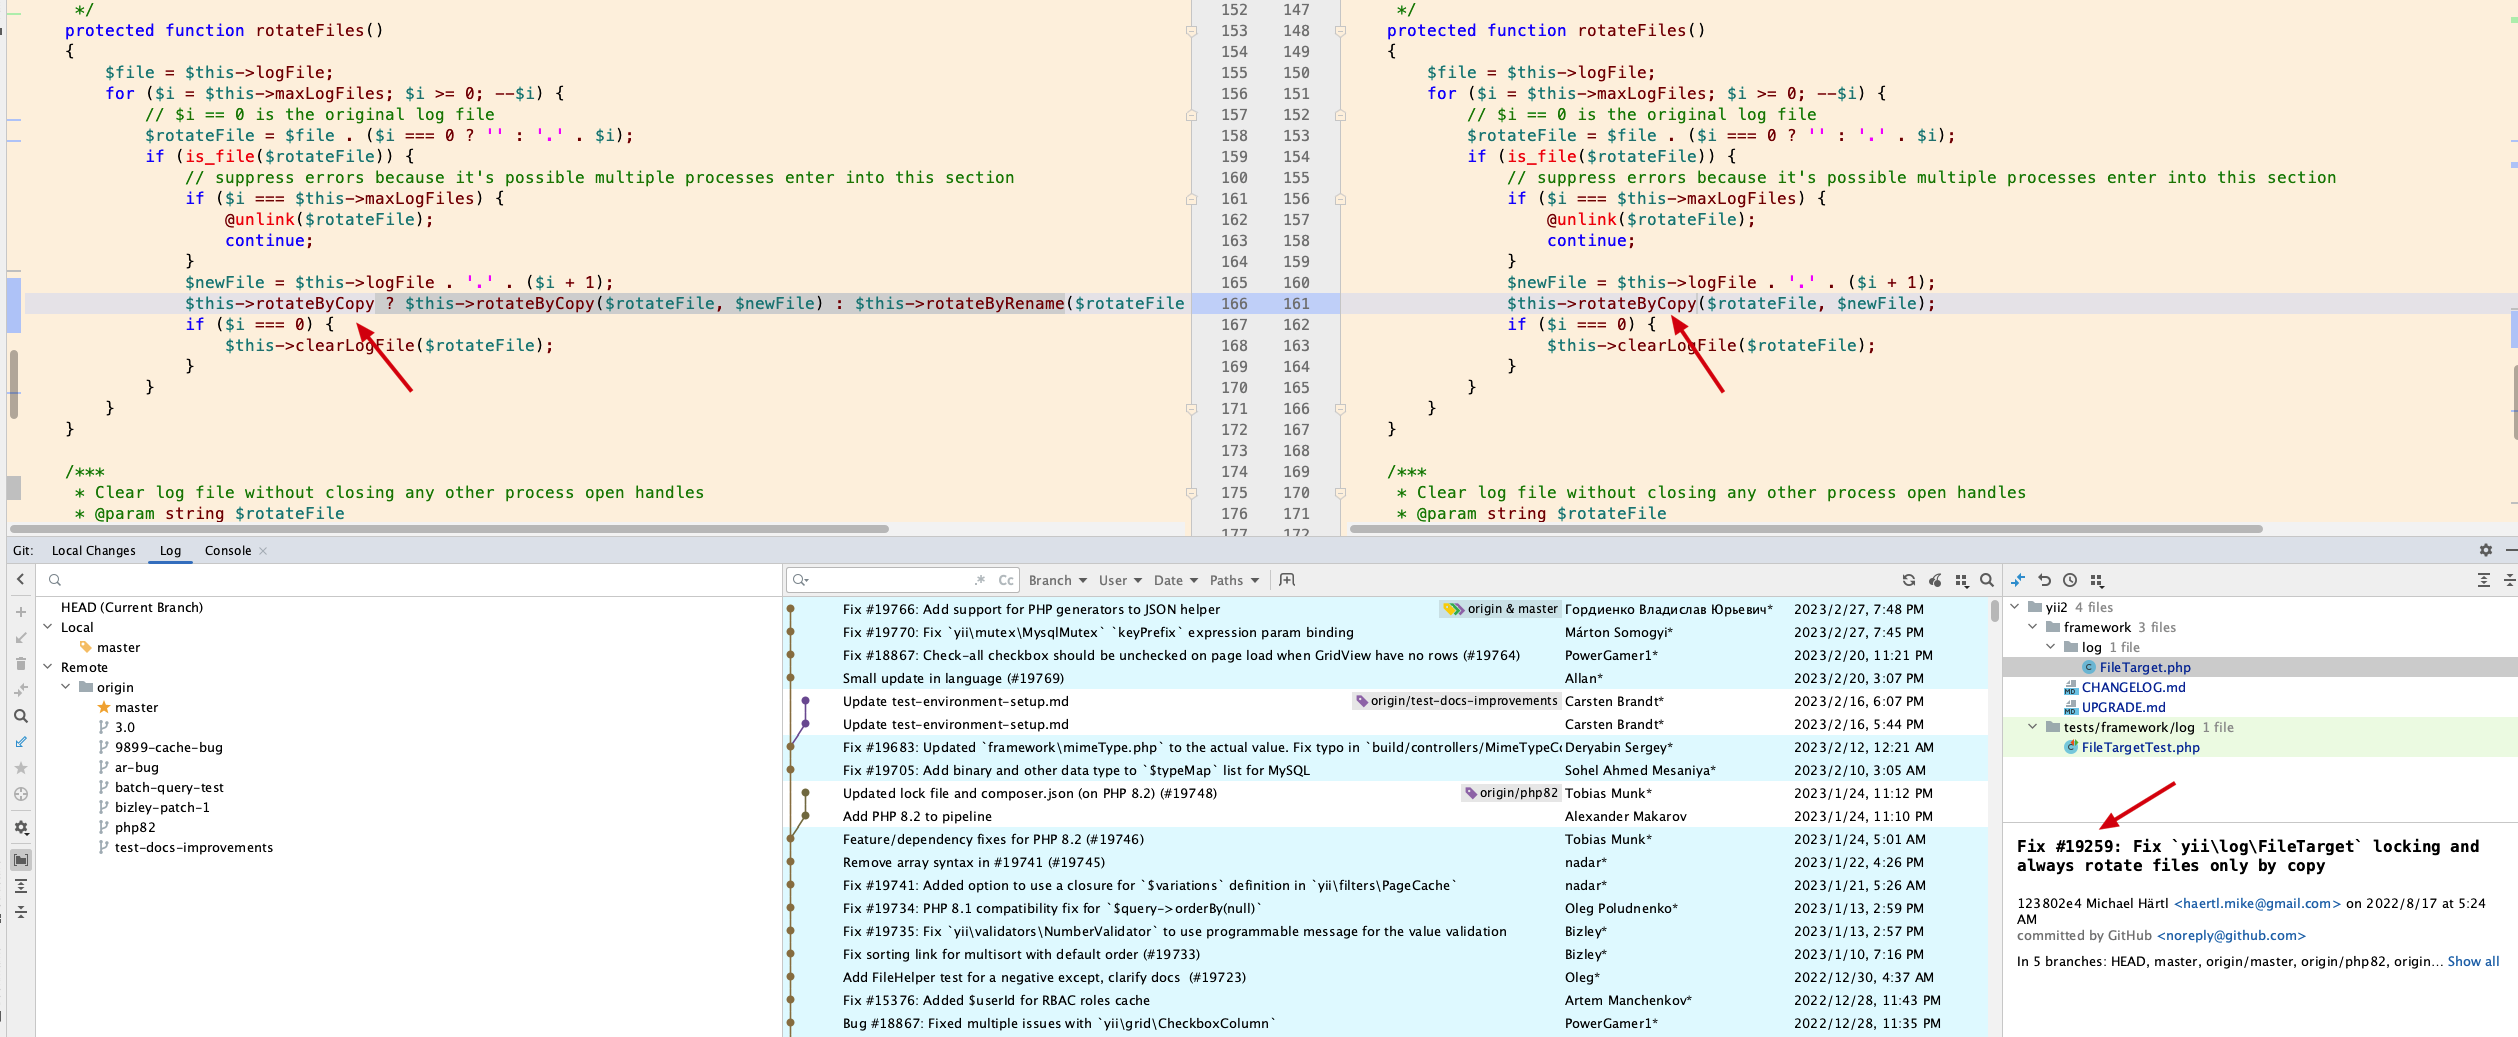 */
protected function rotateFiles()
{
$file = $this->logFile;
for ($i = $this->maxLogFiles; $i >= 0; --$i) {
// $i == 0 is the original log file
$rotateFile = $file . ($i === 0 ? '' : '.' . $i);
if (is_file($rotateFile)) {
// suppress errors because it's possible multiple processes enter into this section
if ($i === $this->maxLogFiles) {
@unlink($rotateFile);
continue;
}
$newFile = $this->logFile . '.' . ($i + 1);
$this->rotateByCopy ? $this->rotateByCopy($rotateFile, $newFile) : $this->rotateByRename($rotateFile
if ($i === 0) {
$this->clearLogFile($rotateFile);
}
}
}
}
/***
* Clear log file without closing any other process open handles
* @param string $rotateFile
152 147
153 148
154 149
155 150
156 151
157 152
158 153
159 154
160 155
161 156
162 157
163 158
164 159
165 160
166 161
167 162
168 163
169 164
170 165
171 166
172 167
173 168
174 169
175 170
176 171
177 172
*/
protected function rotateFiles()
{
$file = $this->logFile;
for ($i = $this->maxLogFiles; $i >= 0; --$i) {
// $i == 0 is the original log file
$rotateFile = $file . ($i === 0 ? '' : '.' . $i);
if (is_file($rotateFile)) {
// suppress errors because it's possible multiple processes enter into this section
if ($i === $this->maxLogFiles) {
@unlink($rotateFile);
continue;
}
$newFile = $this->logFile . '.' . ($i + 1);
$this->rotateByCopy($rotateFile, $newFile);
if ($i === 0) {
$this->clearLogFile($rotateFile);
}
}
}
}
/***
* Clear log file without closing any other process open handles
* @param string $rotateFile
Git: Local Changes Log Console
HEAD (Current Branch)
Local
master
Remote
origin
master
3.0
9899-cache-bug
ar-bug
batch-query-test
bizley-patch-1
php82
test-docs-improvements
.* Cc Branch User Date Paths
Fix #19766: Add support for PHP generators to JSON helper origin & master Гордиенко Владислав Юрьевич* 2023/2/27, 7:48 PM
Fix #19770: Fix `yii\mutex\MysqlMutex` `keyPrefix` expression param binding Márton Somogyi* 2023/2/27, 7:45 PM
Fix #18867: Check-all checkbox should be unchecked on page load when GridView have no rows (#19764) PowerGamer1* 2023/2/20, 11:21 PM
Small update in language (#19769) Allan* 2023/2/20, 3:07 PM
Update test-environment-setup.md origin/test-docs-improvements Carsten Brandt* 2023/2/16, 6:07 PM
Update test-environment-setup.md Carsten Brandt* 2023/2/16, 5:44 PM
Fix #19683: Updated `framework\mimeType.php` to the actual value. Fix typo in `build/controllers/MimeTypeCo Deryabin Sergey* 2023/2/12, 12:21 AM
Fix #19705: Add binary and other data type to `$typeMap` list for MySQL Sohel Ahmed Mesaniya* 2023/2/10, 3:05 AM
Updated lock file and composer.json (on PHP 8.2) (#19748) origin/php82 Tobias Munk* 2023/1/24, 11:12 PM
Add PHP 8.2 to pipeline Alexander Makarov 2023/1/24, 11:10 PM
Feature/dependency fixes for PHP 8.2 (#19746) Tobias Munk* 2023/1/24, 5:01 AM
Remove array syntax in #19741 (#19745) nadar* 2023/1/22, 4:26 PM
Fix #19741: Added option to use a closure for `$variations` definition in `yii\filters\PageCache` nadar* 2023/1/21, 5:26 AM
Fix #19734: PHP 8.1 compatibility fix for `$query->orderBy(null)` Oleg Poludnenko* 2023/1/13, 2:59 PM
Fix #19735: Fix `yii\validators\NumberValidator` to use programmable message for the value validation Bizley* 2023/1/13, 2:57 PM
Fix sorting link for multisort with default order (#19733) Bizley* 2023/1/10, 7:16 PM
Add FileHelper test for a negative except, clarify docs (#19723) Oleg* 2022/12/30, 4:37 AM
Fix #15376: Added $userId for RBAC roles cache Artem Manchenkov* 2022/12/28, 11:43 PM
Bug #18867: Fixed multiple issues with `yii\grid\CheckboxColumn` PowerGamer1* 2022/12/28, 11:35 PM
yii2 4 files
framework 3 files
log 1 file
FileTarget.php
CHANGELOG.md
UPGRADE.md
tests/framework/log 1 file
FileTargetTest.php
Fix #19259: Fix `yii\log\FileTarget` locking and
always rotate files only by copy
123802e4 Michael Härtl <haertl.mike@gmail.com> on 2022/8/17 at 5:24
AM
committed by GitHub <noreply@github.com>
In 5 branches: HEAD, master, origin/master, origin/php82, origin... Show all